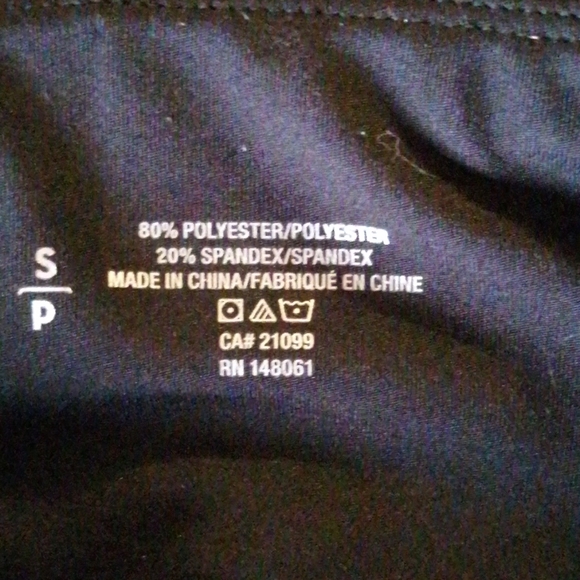 80% POLYESTER/POLYESTER
20% SPANDEX/SPANDEX
MADE IN CHINA/FABRIQUÉ EN CHINE
CA# 21099
RN 148061
S
P